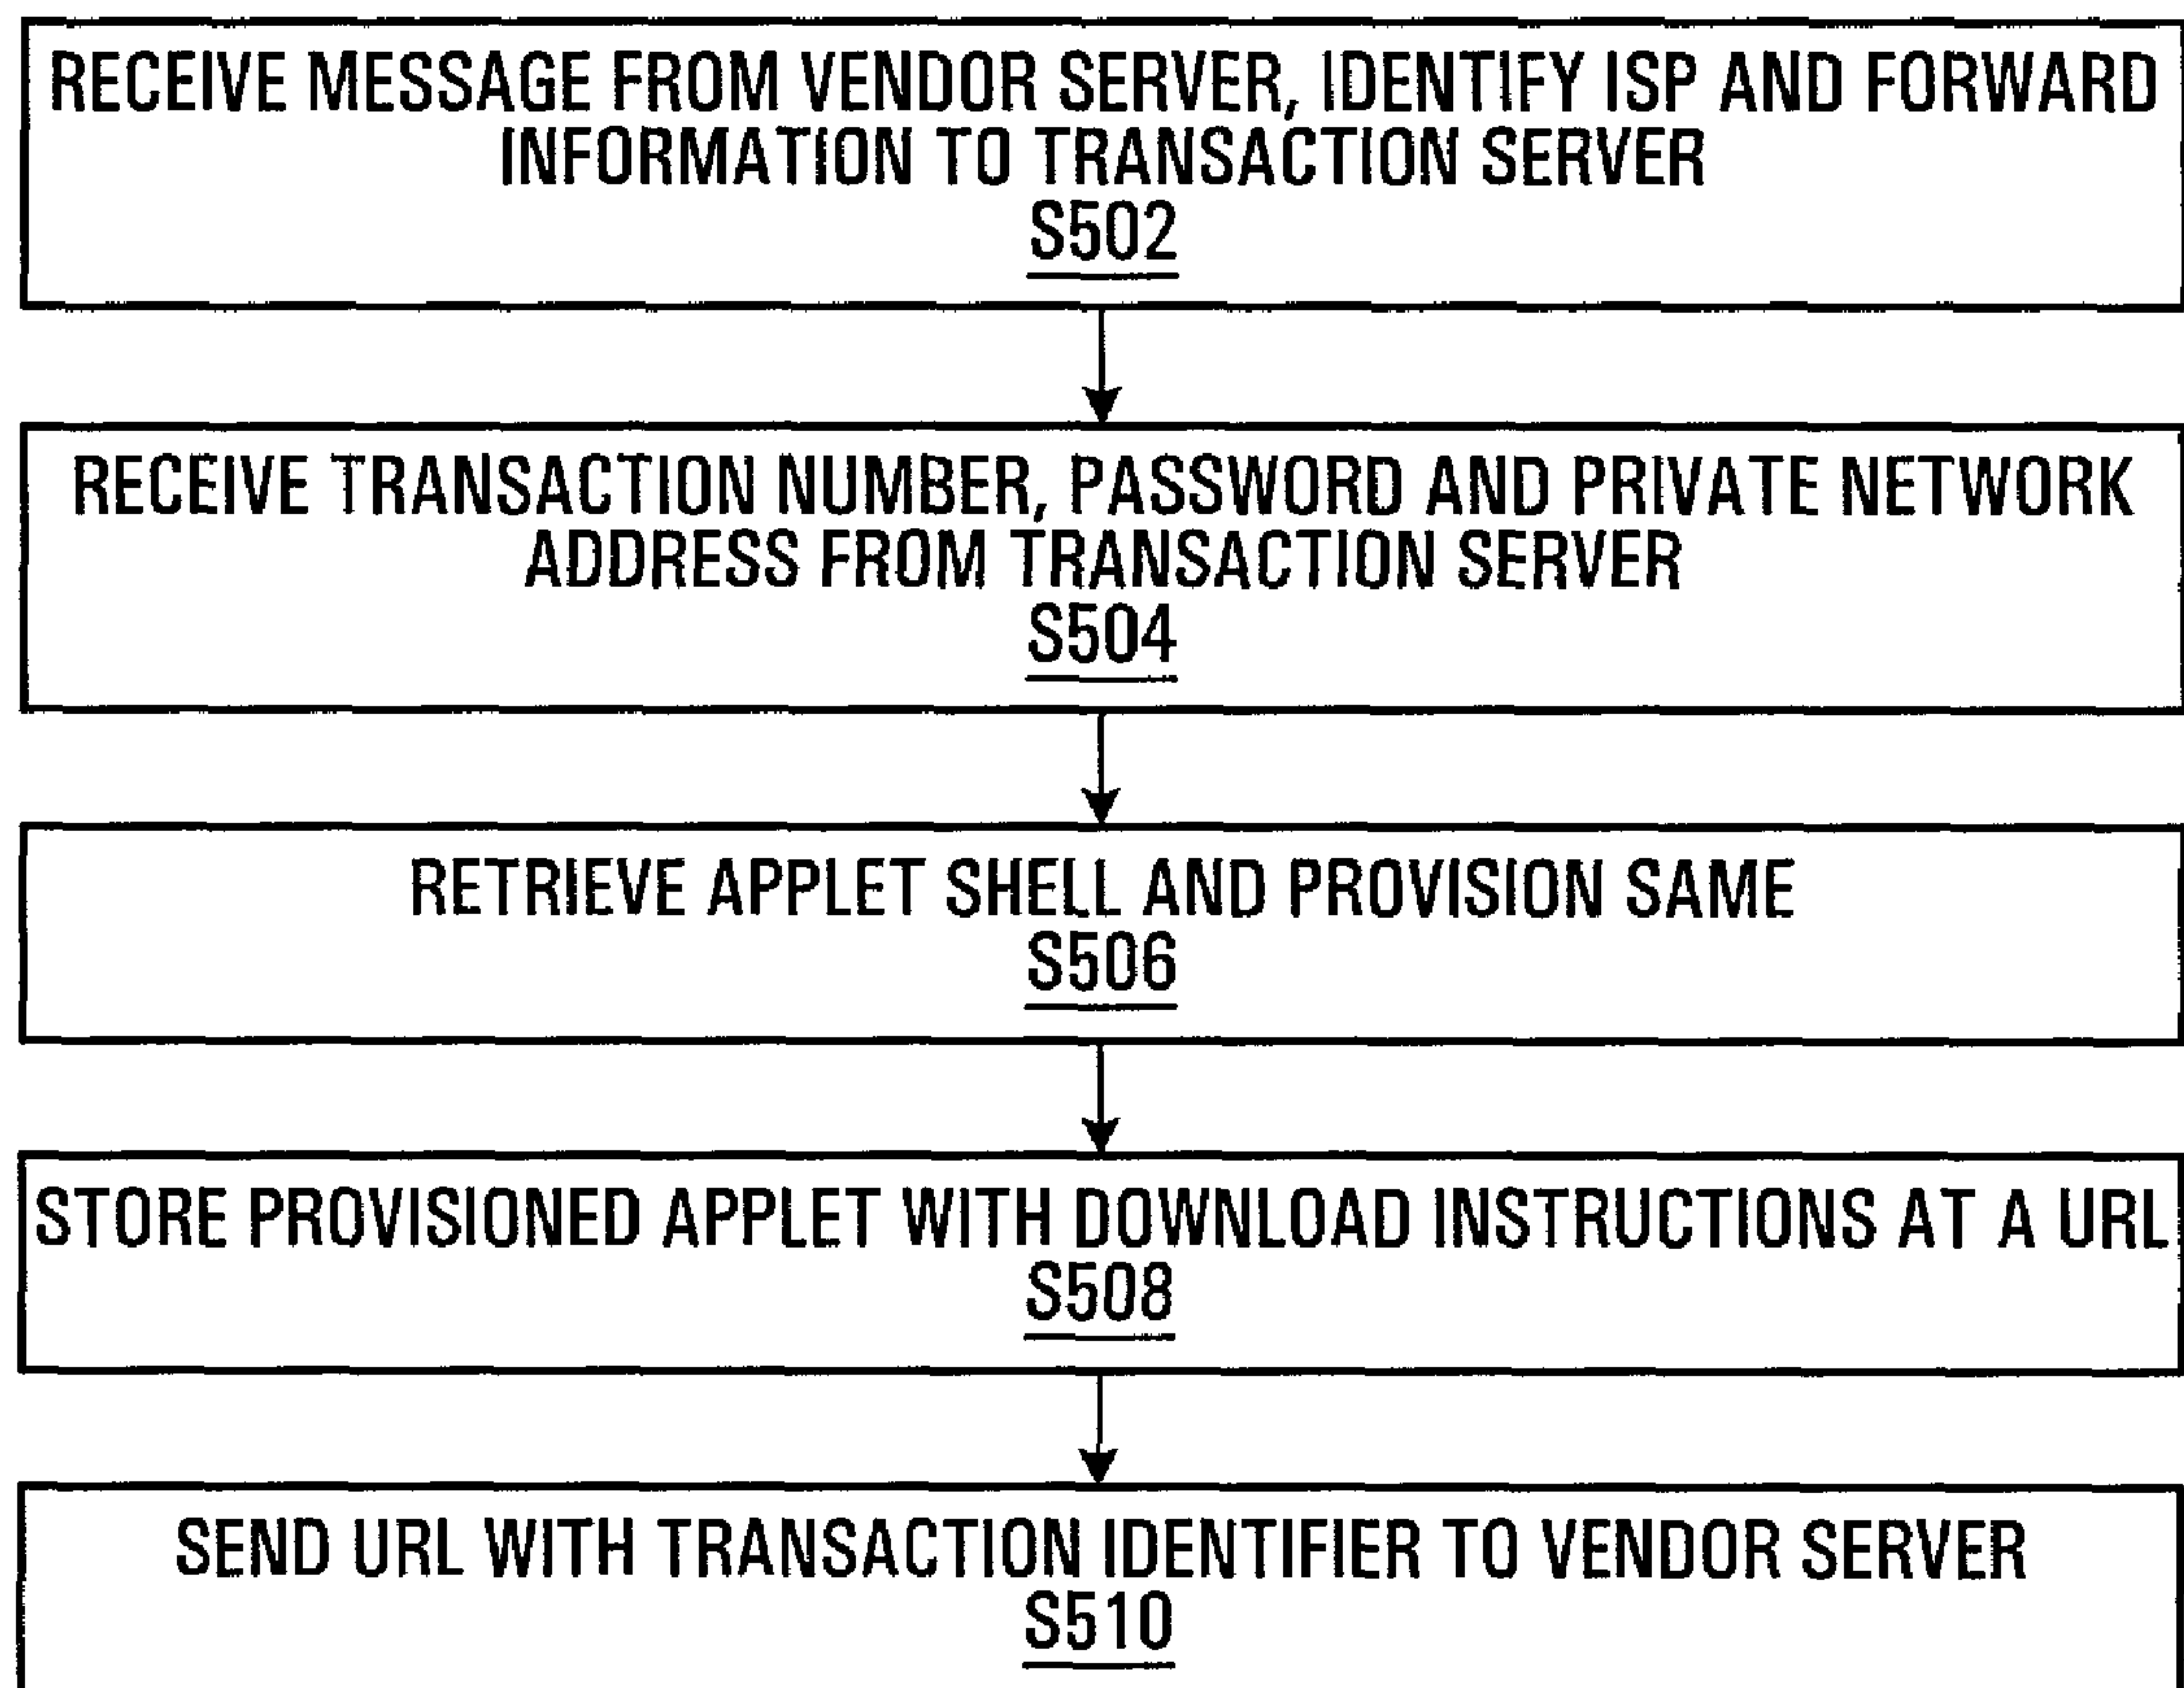 RECEIVE MESSAGE FROM VENDOR SERVER, IDENTIFY ISP AND FORWARD
INFORMATION TO TRANSACTION SERVER
S502
RECEIVE TRANSACTION NUMBER, PASSWORD AND PRIVATE NETWORK
ADDRESS FROM TRANSACTION SERVER
S504
RETRIEVE APPLET SHELL AND PROVISION SAME
S506
STORE PROVISIONED APPLET WITH DOWNLOAD INSTRUCTIONS AT A URL
S508
SEND URL WITH TRANSACTION IDENTIFIER TO VENDOR SERVER
S510